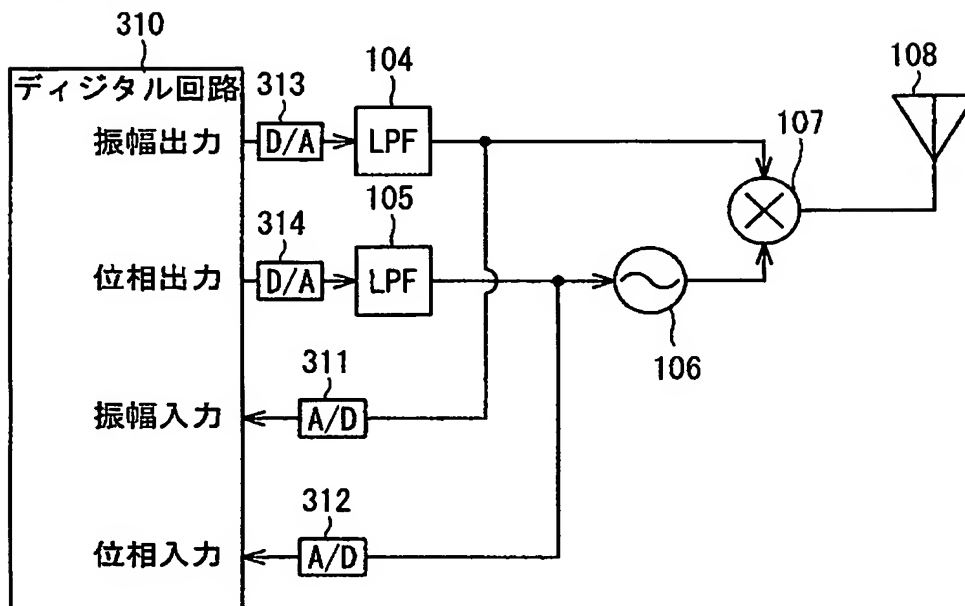 310
ディジタル回路
313
104
108
振幅出力
D/A
LPF
107
314
105
位相出力
D/A
LPF
106
311
振幅入力
A/D
312
位相入力
A/D